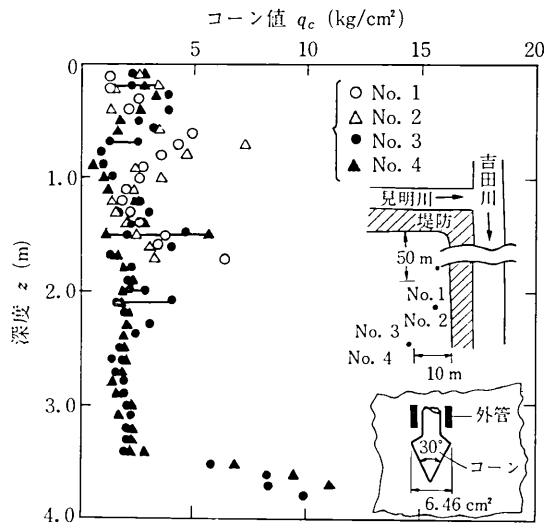 コーン値 qc (kg/cm²)
0 5 10 15 20
0
1.0
2.0
3.0
4.0
深度 z (m)
○ No. 1
△ No. 2
● No. 3
▲ No. 4
吉田川
見明川
堤防
50 m
No. 1
No. 2
No. 3
No. 4
10 m
外管
30°
コーン
6.46 cm²